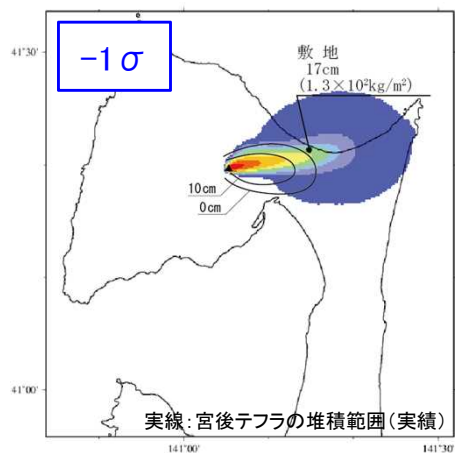 41°30'
-1σ
敷地
17cm
(1.3×10²kg/m²)
10cm
0cm
41°00'
実線:宮後テフラの堆積範囲(実績)
141°00'
141°30'